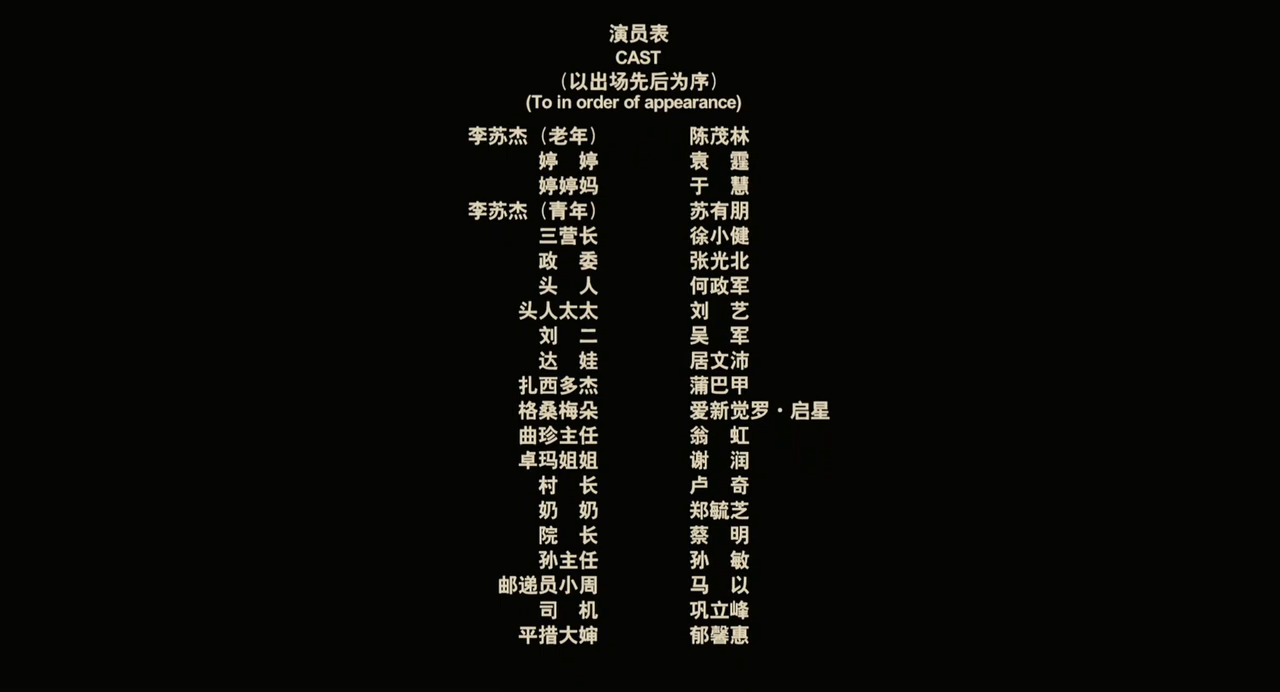 演员表
CAST
（以出场先后为序）
(To in order of appearance)
李苏杰（老年） 陈茂林
婷 婷 袁 霆
婷婷妈 于 慧
李苏杰（青年） 苏有朋
三营长 徐小健
政 委 张光北
头 人 何政军
头人太太 刘 艺
刘 二 吴 军
达 娃 居文沛
扎西多杰 蒲巴甲
格桑梅朵 爱新觉罗·启星
曲珍主任 翁 虹
卓玛姐姐 谢 润
村 长 卢 奇
奶 奶 郑毓芝
院 长 蔡 明
孙主任 孙 敏
邮递员小周 马 以
司 机 巩立峰
平措大婶 郁馨惠